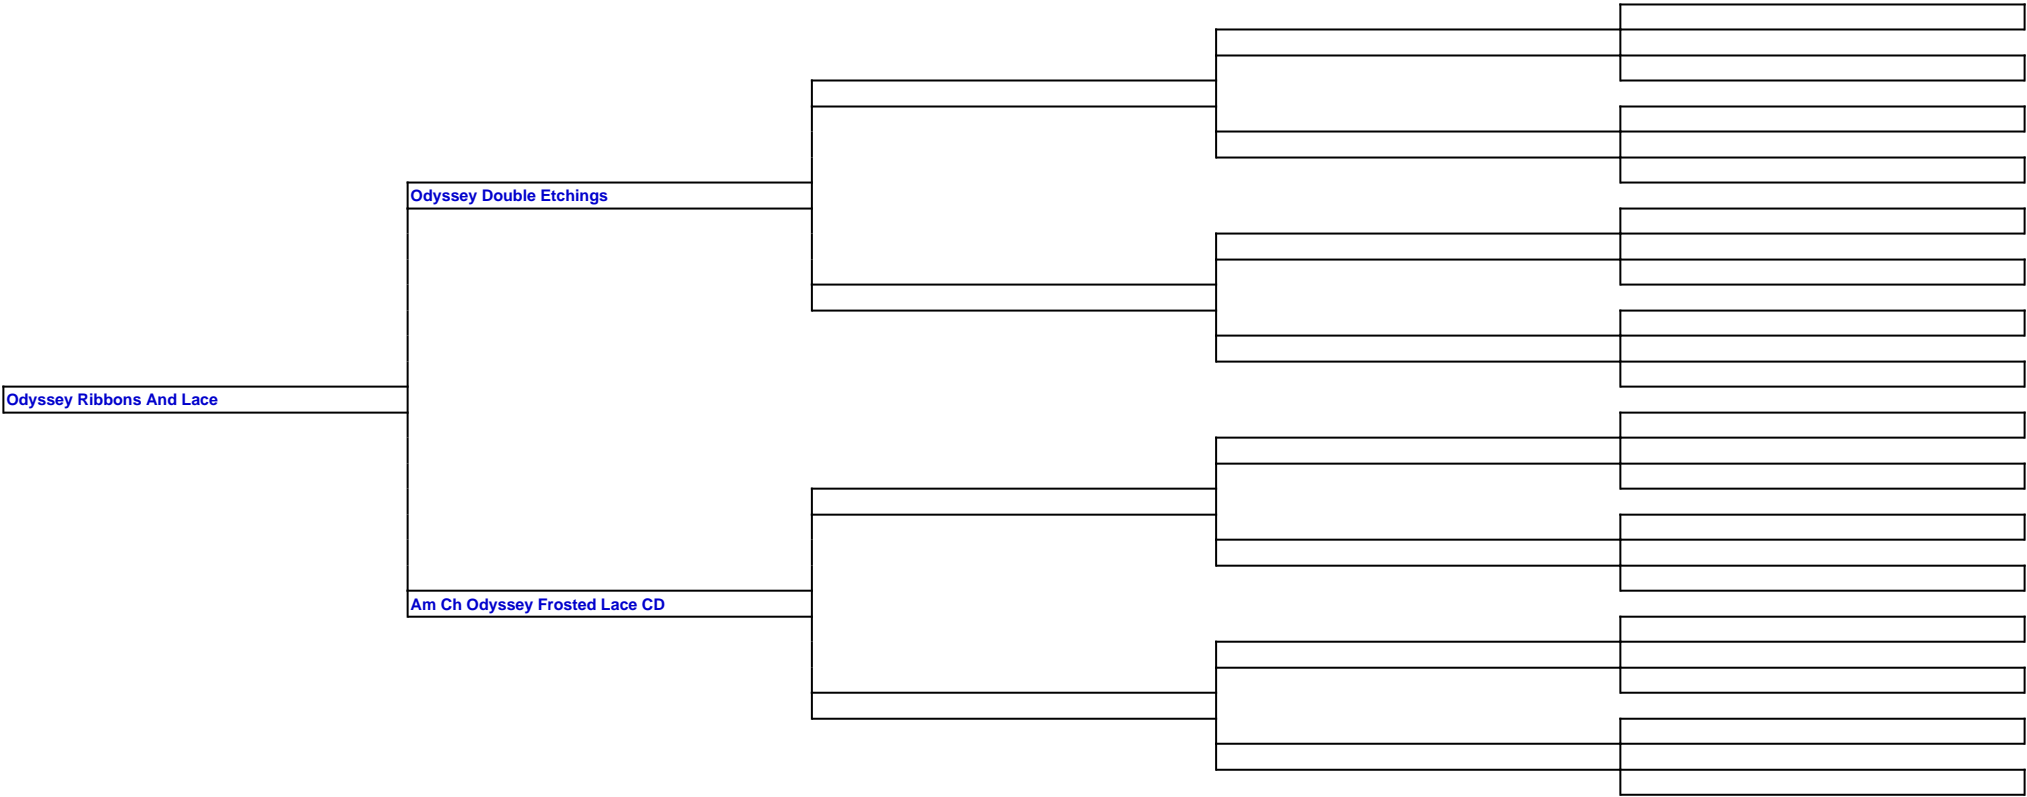 Odyssey Double Etchings
Odyssey Ribbons And Lace
Am Ch Odyssey Frosted Lace CD